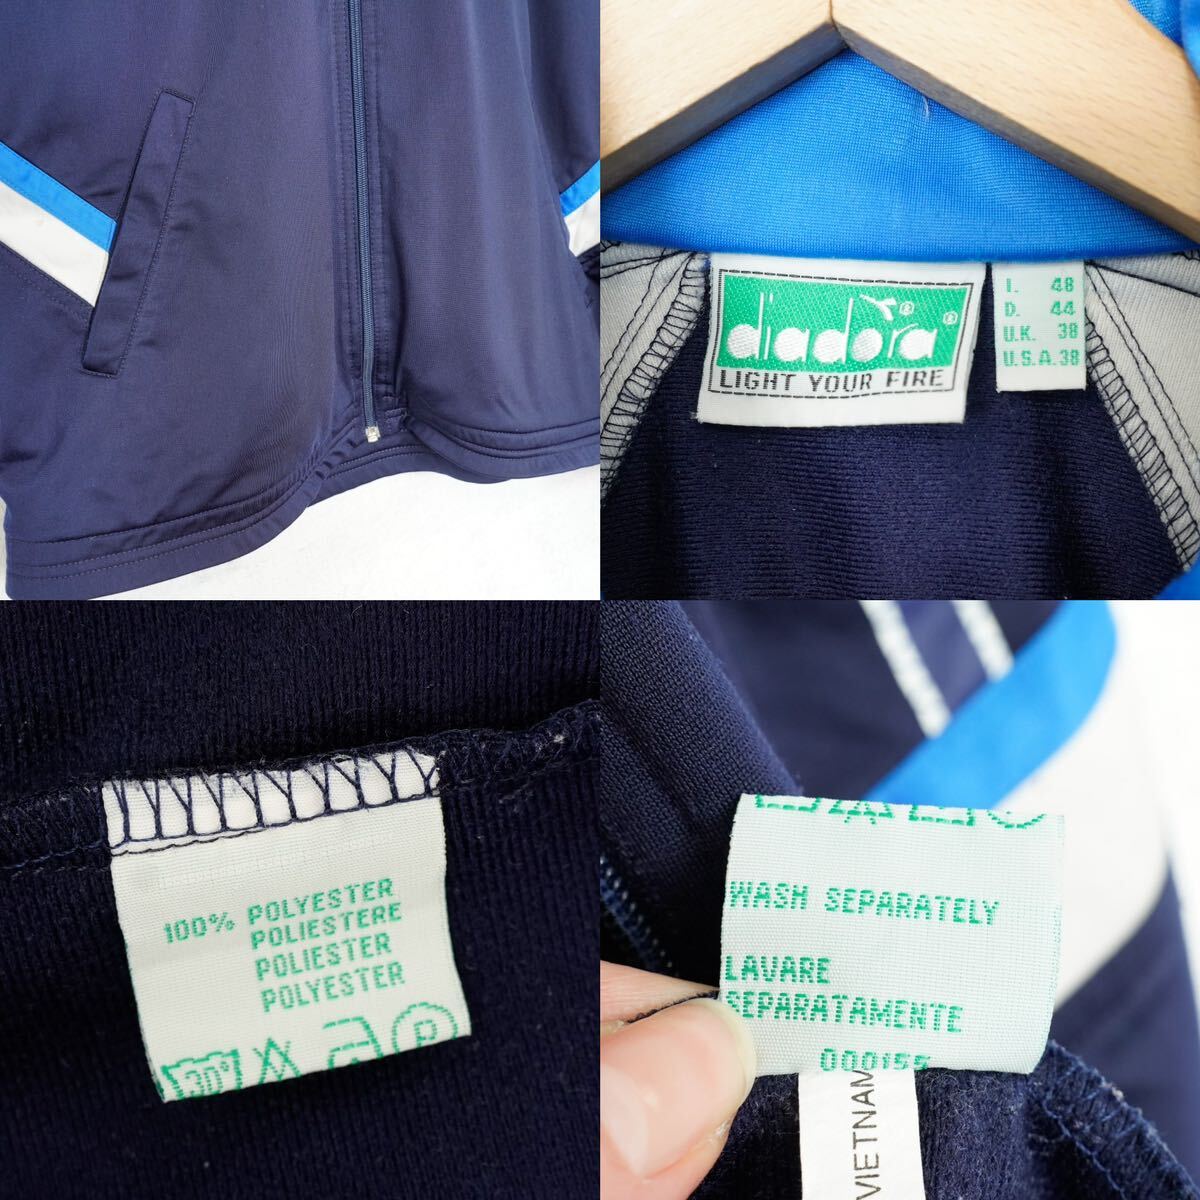 diadora®
LIGHT YOUR FIRE
I. 48
D. 44
U.K. 38
U.S.A. 38
100% POLYESTER
POLIESTERE
POLIESTER
POLYESTER
30°
P
WASH SEPARATELY
LAVARE
SEPARATAMENTE
000155
VIETNAM